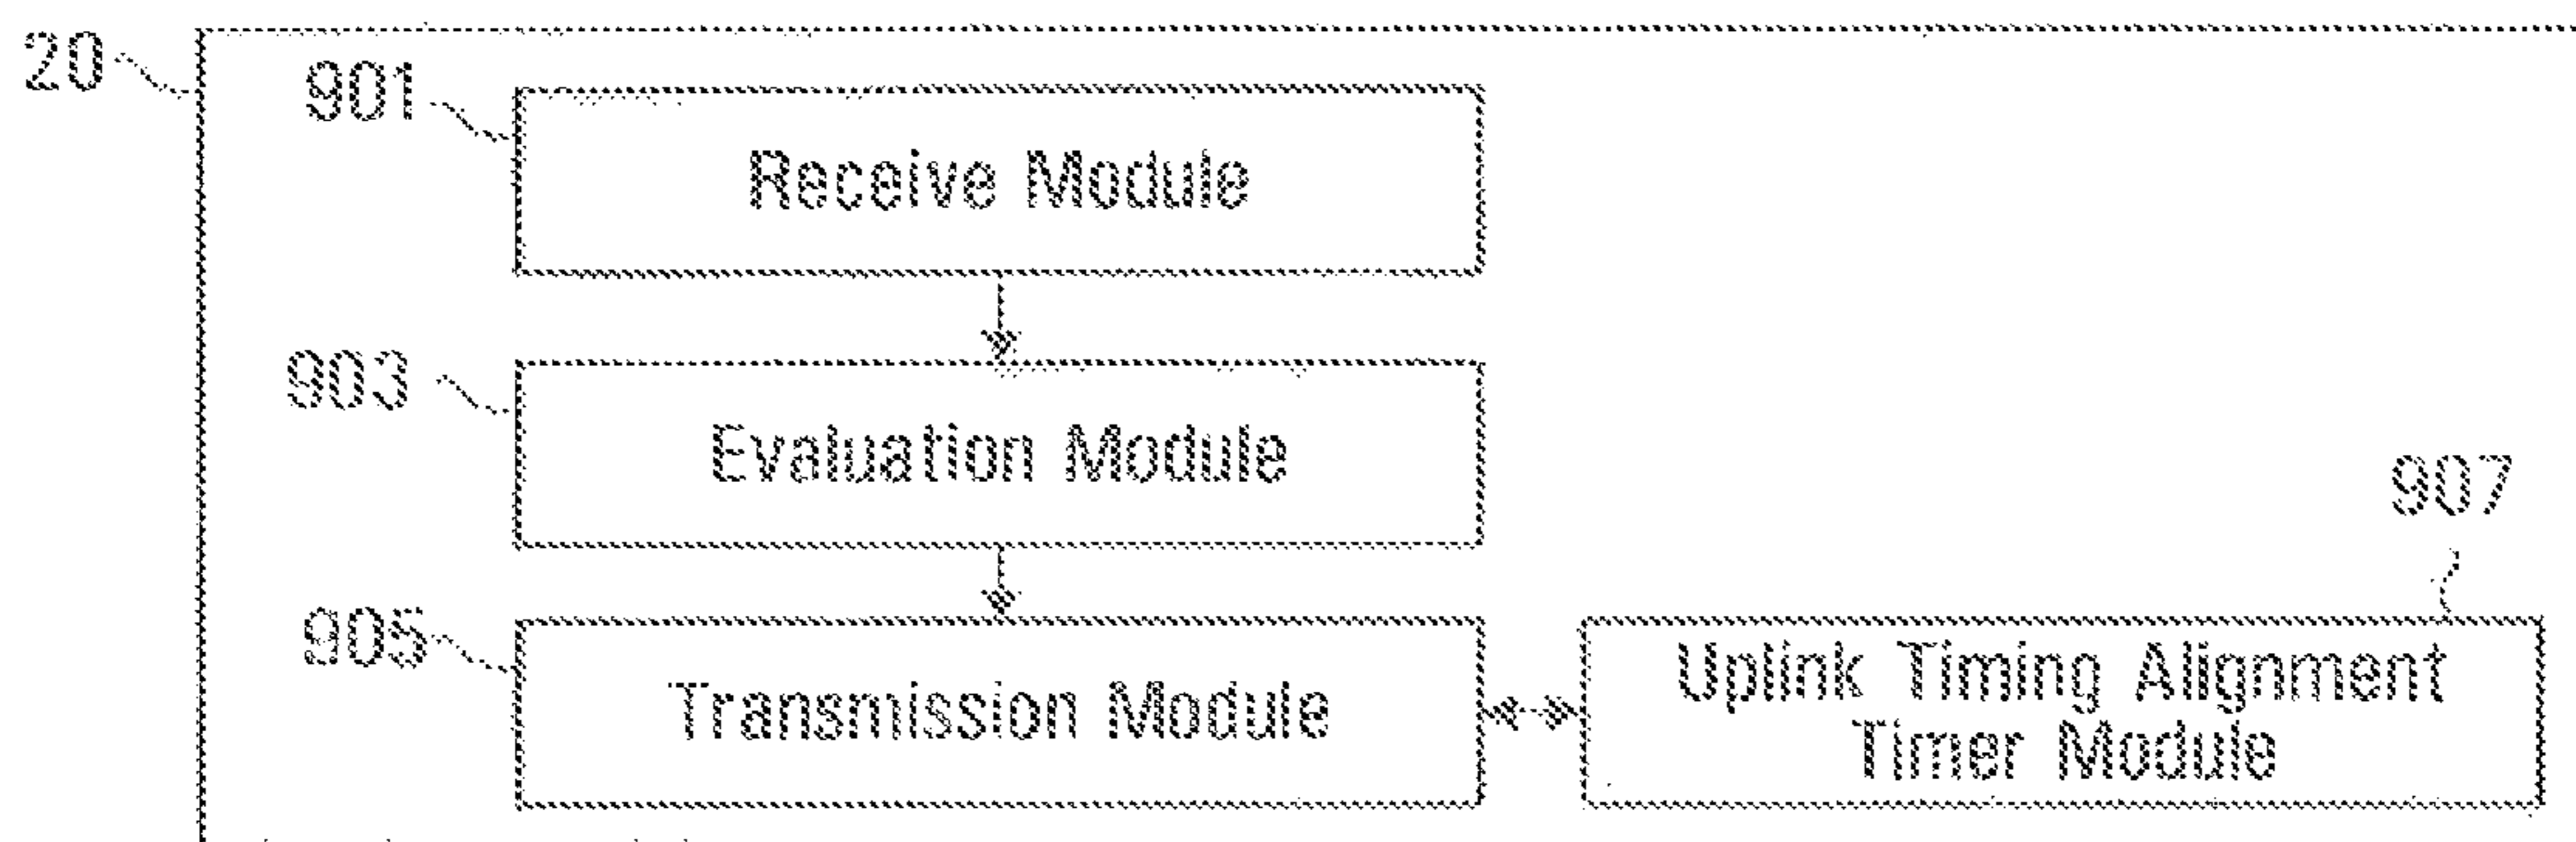 20
901
Receive Module
903
Evaluation Module
907
905
Transmission Module
Uplink Timing Alignment
Timer Module